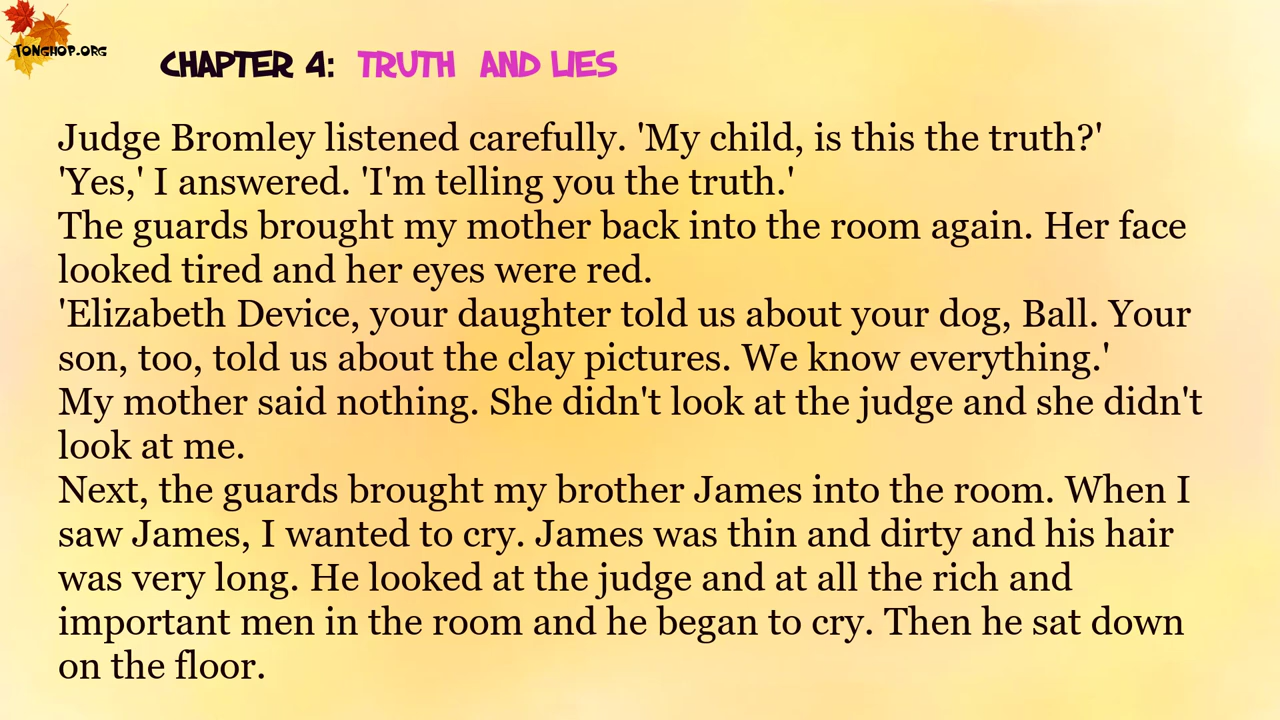 TONGHOP.ORG
CHAPTER 4: TRUTH AND LIES
Judge Bromley listened carefully. 'My child, is this the truth?'
'Yes,' I answered. 'I'm telling you the truth.'
The guards brought my mother back into the room again. Her face
looked tired and her eyes were red.
'Elizabeth Device, your daughter told us about your dog, Ball. Your
son, too, told us about the clay pictures. We know everything.'
My mother said nothing. She didn't look at the judge and she didn't
look at me.
Next, the guards brought my brother James into the room. When I
saw James, I wanted to cry. James was thin and dirty and his hair
was very long. He looked at the judge and at all the rich and
important men in the room and he began to cry. Then he sat down
on the floor.